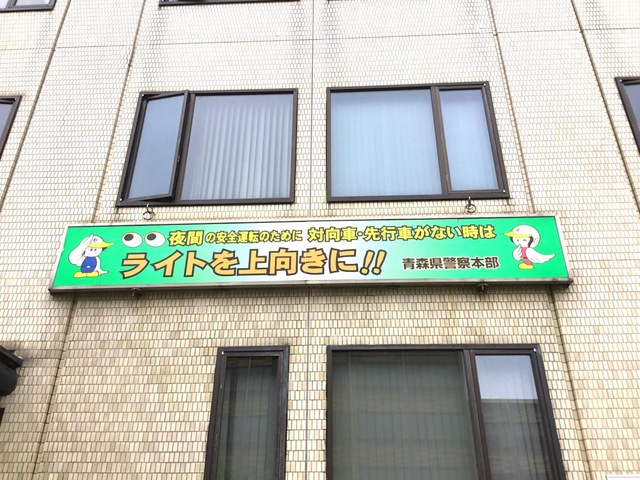 夜間の安全運転のために 対向車・先行車がない時は
ライトを上向きに!! 青森県警察本部